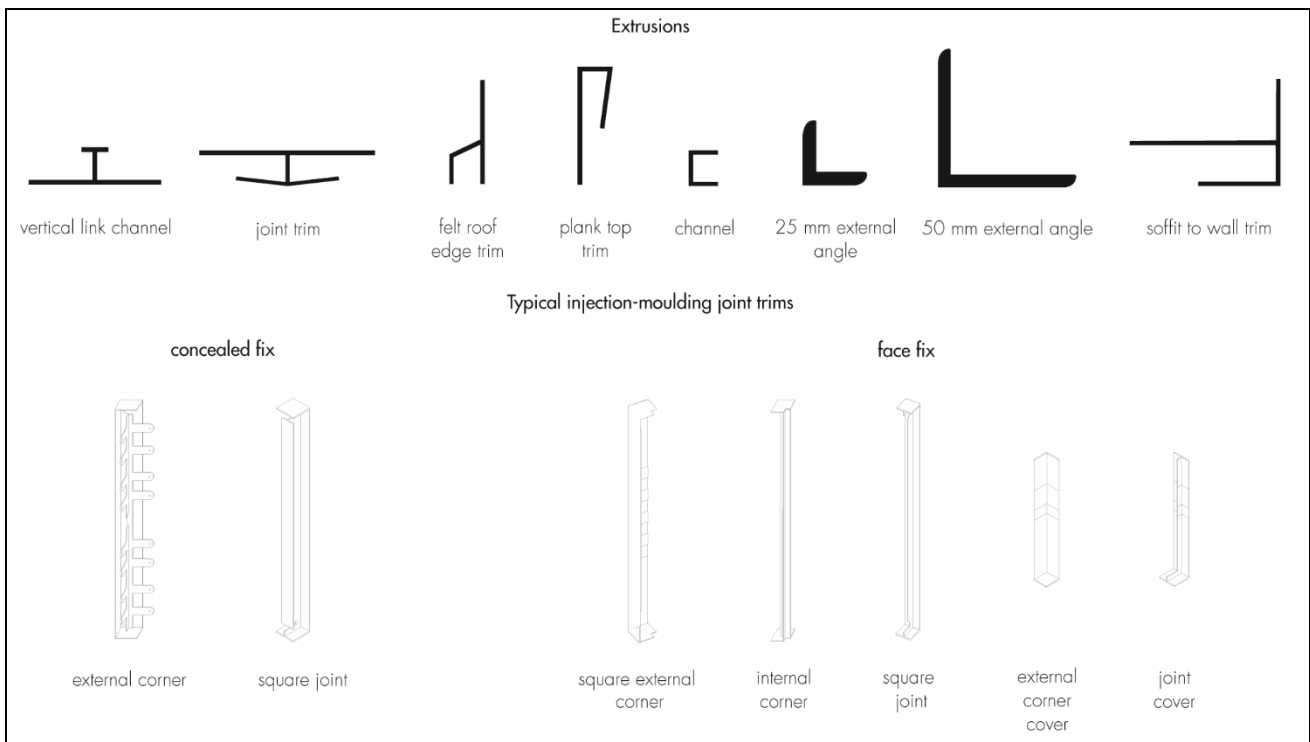 Extrusions
vertical link channel
joint trim
felt roof
edge trim
plank top
trim
channel
25 mm external
angle
50 mm external angle
soffit to wall trim
Typical injection-moulding joint trims
concealed fix
face fix
external corner
square joint
square external
corner
internal
corner
square
joint
external
corner
cover
joint
cover